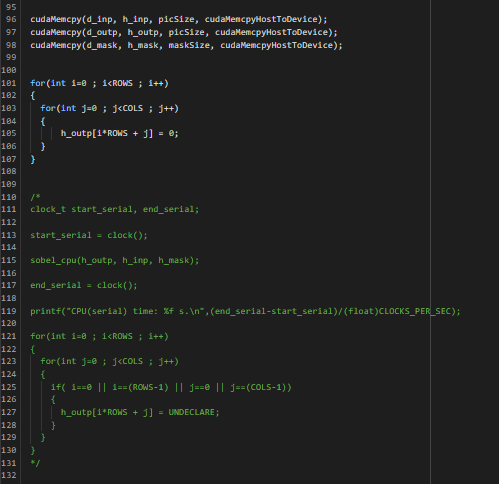 95
96 cudaMemcpy(d_inp, h_inp, picSize, cudaMemcpyHostToDevice);
97 cudaMemcpy(d_outp, h_outp, picSize, cudaMemcpyHostToDevice);
98 cudaMemcpy(d_mask, h_mask, maskSize, cudaMemcpyHostToDevice);
99
100
101 for(int i=0 ; i<ROWS ; i++)
102 {
103 for(int j=0 ; j<COLS ; j++)
104 {
105 h_outp[i*ROWS + j] = 0;
106 }
107 }
108
109
110 /*
111 clock_t start_serial, end_serial;
112
113 start_serial = clock();
114
115 sobel_cpu(h_outp, h_inp, h_mask);
116
117 end_serial = clock();
118
119 printf("CPU(serial) time: %f s.\n",(end_serial-start_serial)/(float)CLOCKS_PER_SEC);
120
121 for(int i=0 ; i<ROWS ; i++)
122 {
123 for(int j=0 ; j<COLS ; j++)
124 {
125 if( i==0 || i==(ROWS-1) || j==0 || j==(COLS-1))
126 {
127 h_outp[i*ROWS + j] = UNDECLARE;
128 }
129 }
130 }
131 */
132